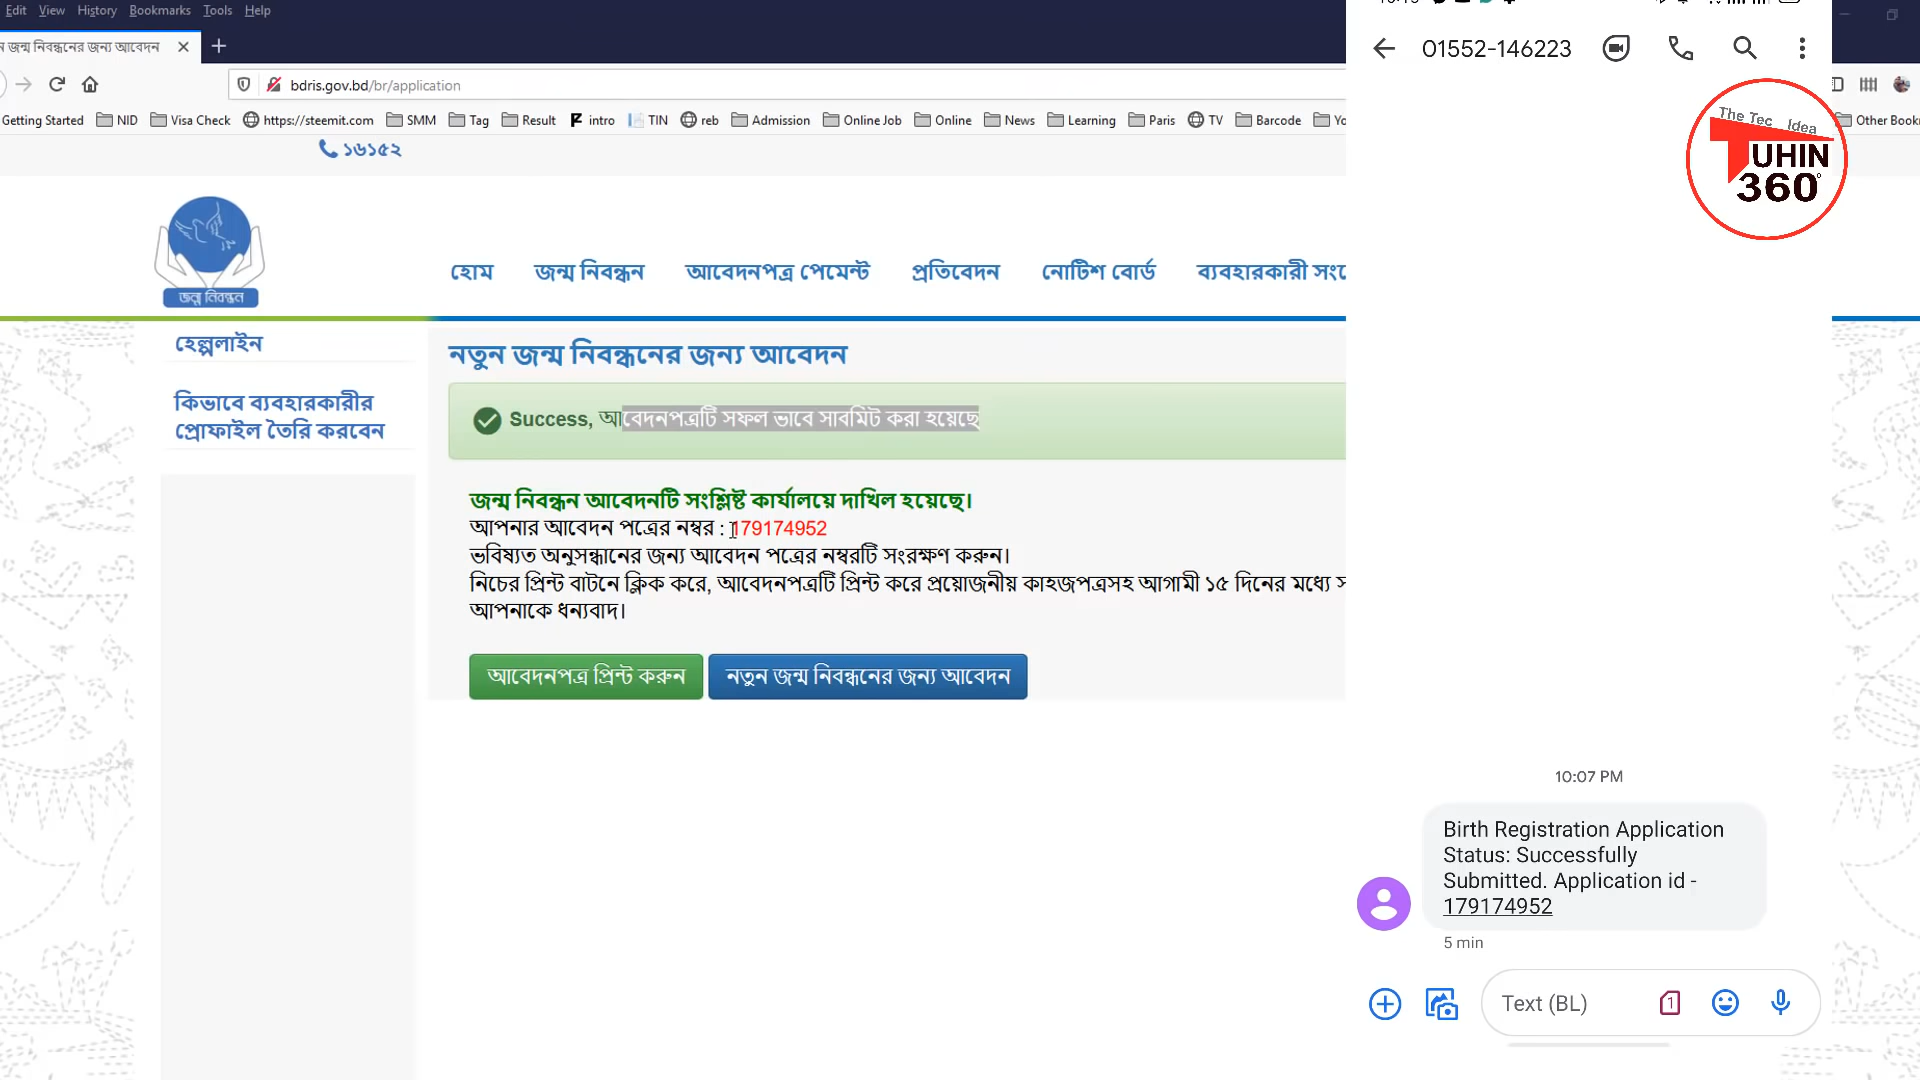 Edit View History Bookmarks Tools Help
ন জন্ম নিবন্ধনের জন্য আবেদন
bdris.gov.bd/br/application
Getting Started NID Visa Check https://steemit.com SMM Tag Result intro TIN reb Admission Online Job Online News Learning Paris TV Barcode Yo Other Book
১৬১৫২
জন্ম নিবন্ধন
হোম জন্ম নিবন্ধন আবেদনপত্র পেমেন্ট প্রতিবেদন নোটিশ বোর্ড ব্যবহারকারী সংে
হেল্পলাইন
কিভাবে ব্যবহারকারীর
প্রোফাইল তৈরি করবেন
নতুন জন্ম নিবন্ধনের জন্য আবেদন
Success, আবেদনপত্রটি সফল ভাবে সাবমিট করা হয়েছে
জন্ম নিবন্ধন আবেদনটি সংশ্লিষ্ট কার্যালয়ে দাখিল হয়েছে।
আপনার আবেদন পত্রের নম্বর : 179174952
ভবিষ্যত অনুসন্ধানের জন্য আবেদন পত্রের নম্বরটি সংরক্ষণ করুন।
নিচের প্রিন্ট বাটনে ক্লিক করে, আবেদনপত্রটি প্রিন্ট করে প্রয়োজনীয় কাহজপত্রসহ আগামী ১৫ দিনের মধ্যে স
আপনাকে ধন্যবাদ।
আবেদনপত্র প্রিন্ট করুন নতুন জন্ম নিবন্ধনের জন্য আবেদন
01552-146223
The Tec Idea
TUHIN
360°
10:07 PM
Birth Registration Application
Status: Successfully
Submitted. Application id -
179174952
5 min
Text (BL) 1